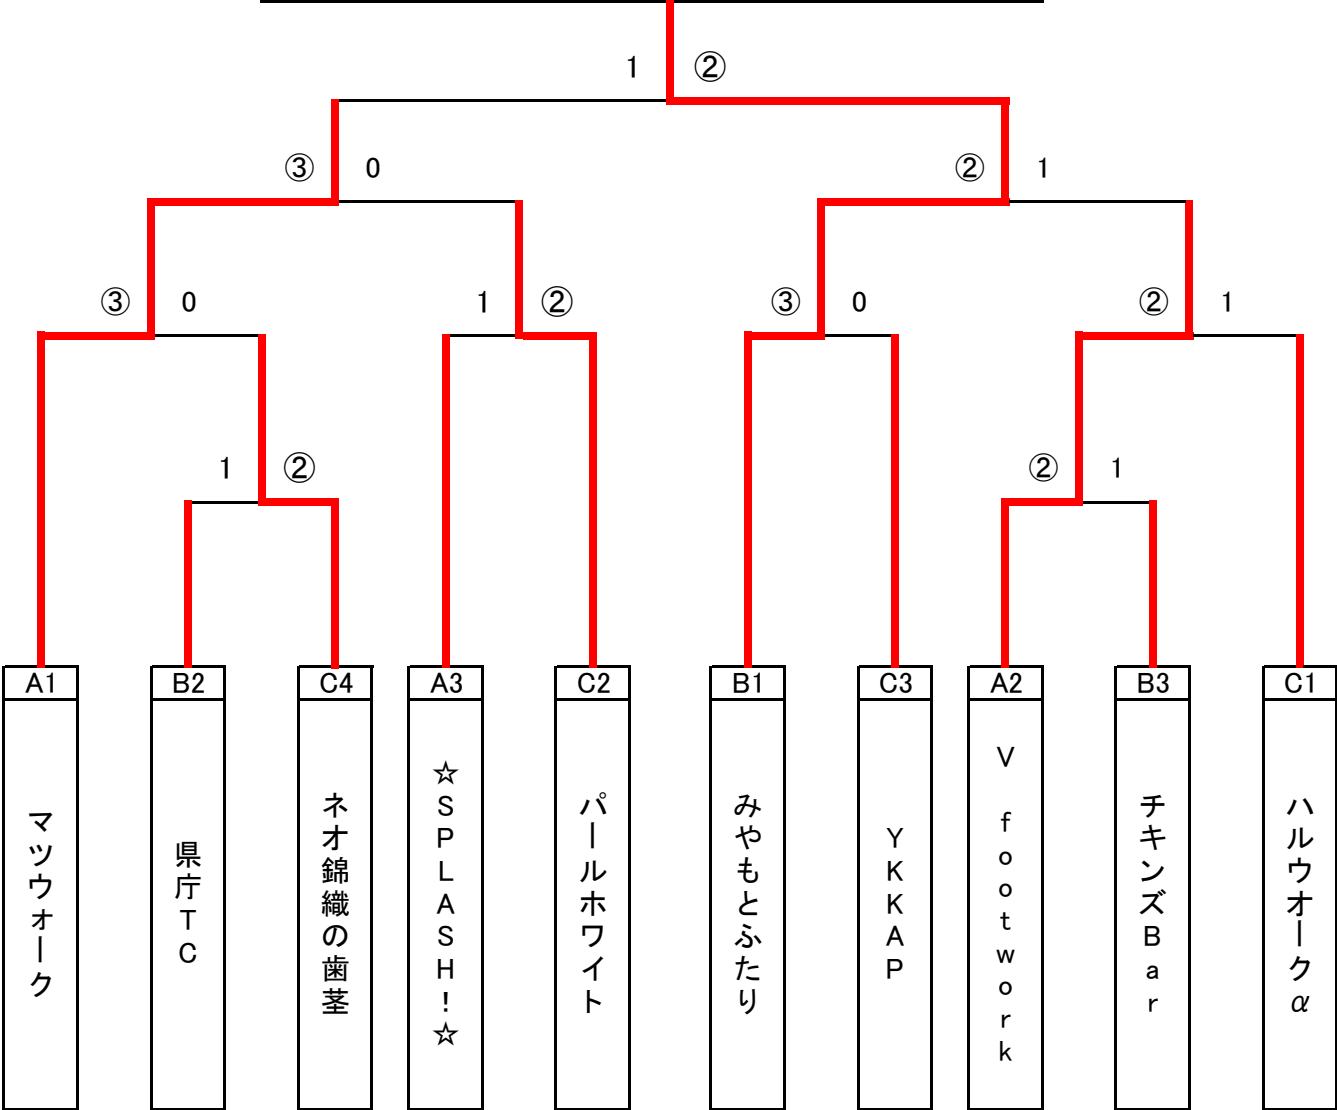 1 ②
③ 0 ② 1
③ 0 1 ② ③ 0 ② 1
1 ② ② 1
A1 B2 C4 A3 C2 B1 C3 A2 B3 C1
マツウォーク
県庁TC
ネオ錦織の歯茎
☆SPLASH!☆
パールホワイト
みやもとふたり
YKKAP
V footwork
チキンズBar
ハルウオークα